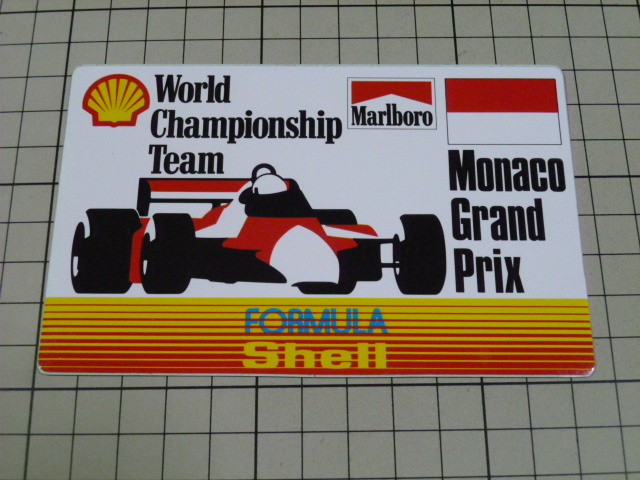 World
Championship
Team
Marlboro
Monaco
Grand
Prix
FORMULA
Shell